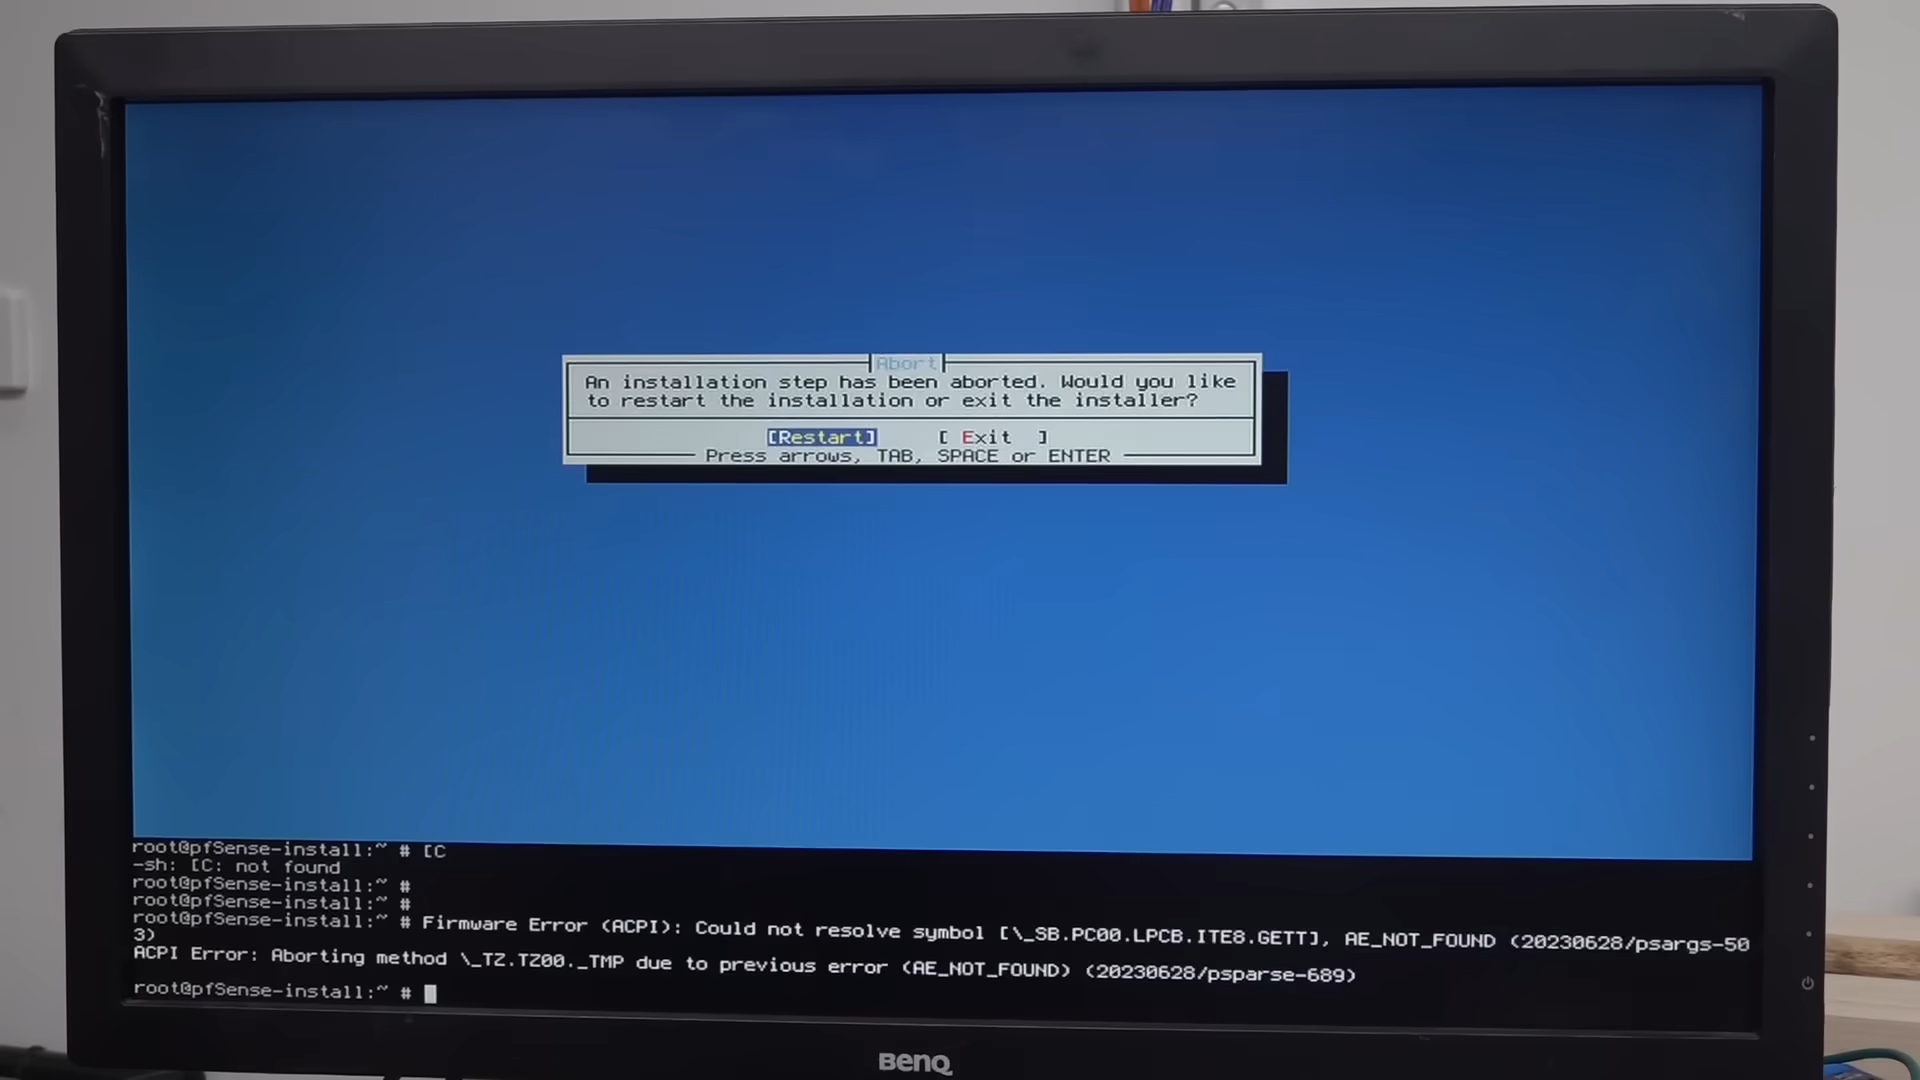 Abort
An installation step has been aborted. Would you like
to restart the installation or exit the installer?
[Restart] [ Exit ]
Press arrows, TAB, SPACE or ENTER
root@pfSense-install:~ # [C
-sh: [C: not found
root@pfSense-install:~ #
root@pfSense-install:~ #
root@pfSense-install:~ # Firmware Error (ACPI): Could not resolve symbol [\_SB.PC00.LPCB.ITE8.GETT], AE_NOT_FOUND (20230628/psargs-50
3)
ACPI Error: Aborting method \_TZ.TZ00._TMP due to previous error (AE_NOT_FOUND) (20230628/psparse-689)
root@pfSense-install:~ #
BenQ